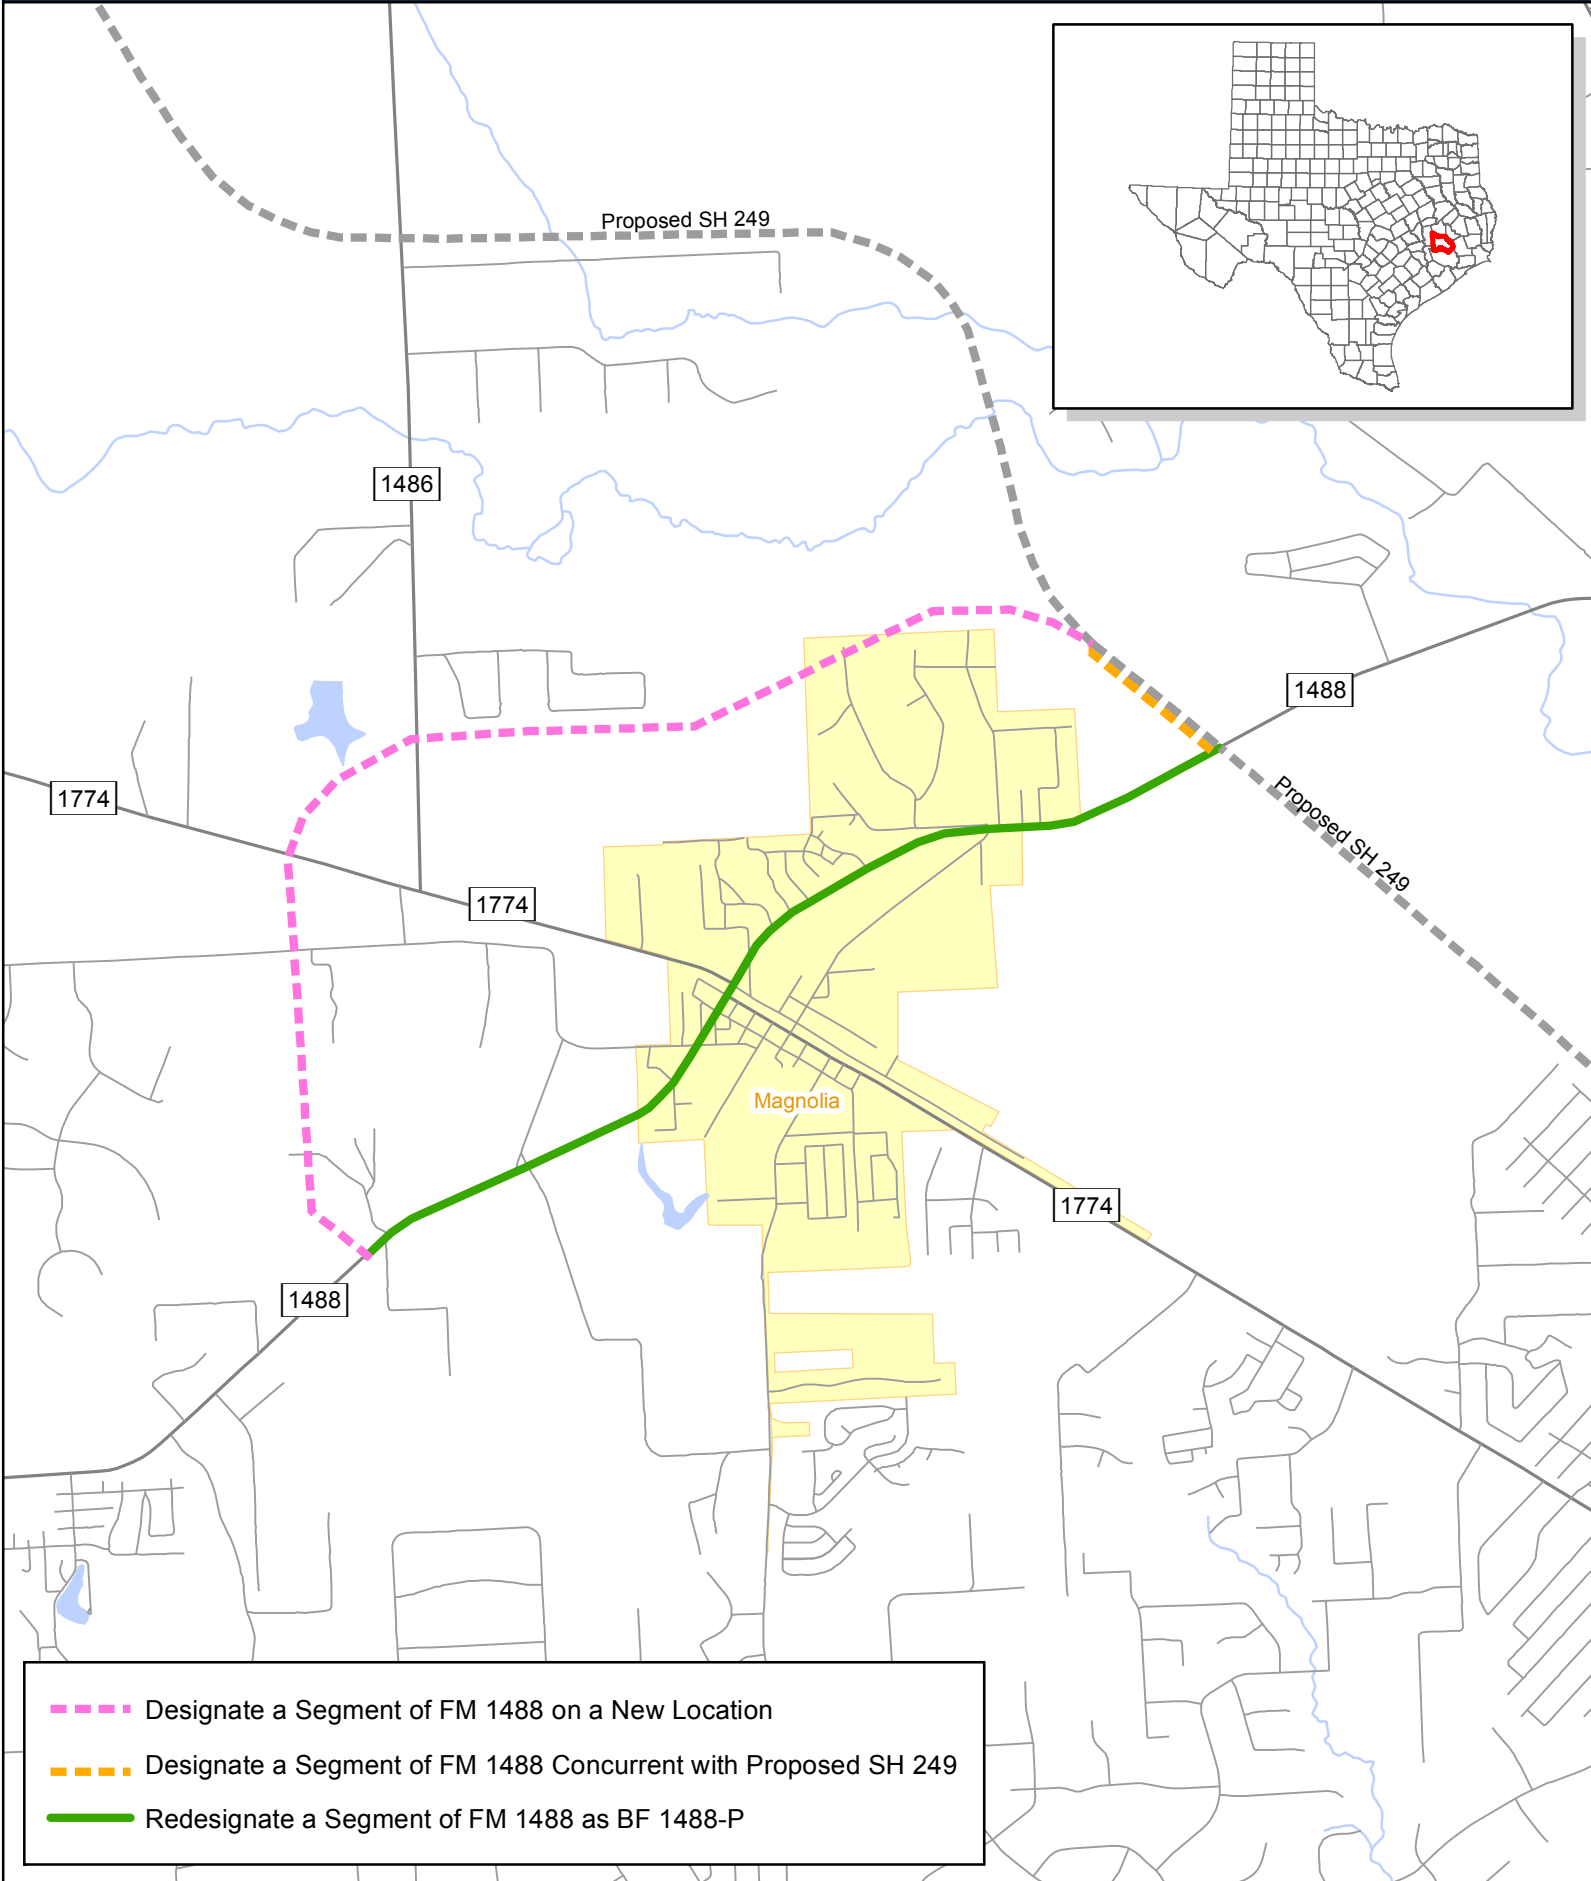 Proposed SH 249
1486
1488
1774
Proposed SH 249
1774
Magnolia
1774
1488
Designate a Segment of FM 1488 on a New Location
Designate a Segment of FM 1488 Concurrent with Proposed SH 249
Redesignate a Segment of FM 1488 as BF 1488-P